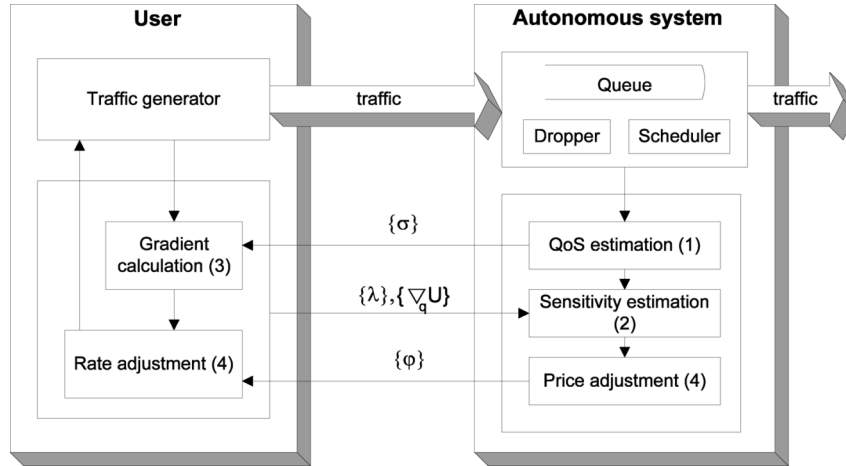 User
Autonomous system
Traffic generator
traffic
Queue
traffic
Dropper
Scheduler
{σ}
Gradient
calculation (3)
QoS estimation (1)
{λ},{∇qU}
Sensitivity estimation
(2)
Rate adjustment (4)
{φ}
Price adjustment (4)